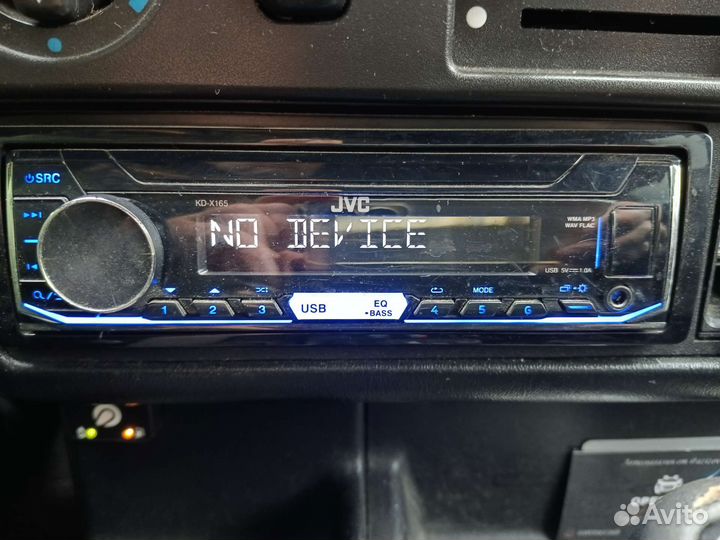 SRC
KD-X165
JVC
NO DEVICE
WMA MP3
WAV FLAC
USB 5V 1.0A
MODE
1
2
3
USB
EQ
•BASS
4
5
6
Avito